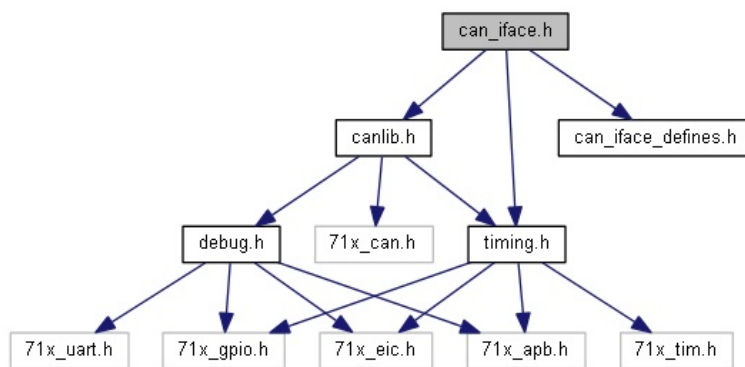 can_iface.h
canlib.h
can_iface_defines.h
debug.h
71x_can.h
timing.h
71x_uart.h
71x_gpio.h
71x_eic.h
71x_apb.h
71x_tim.h